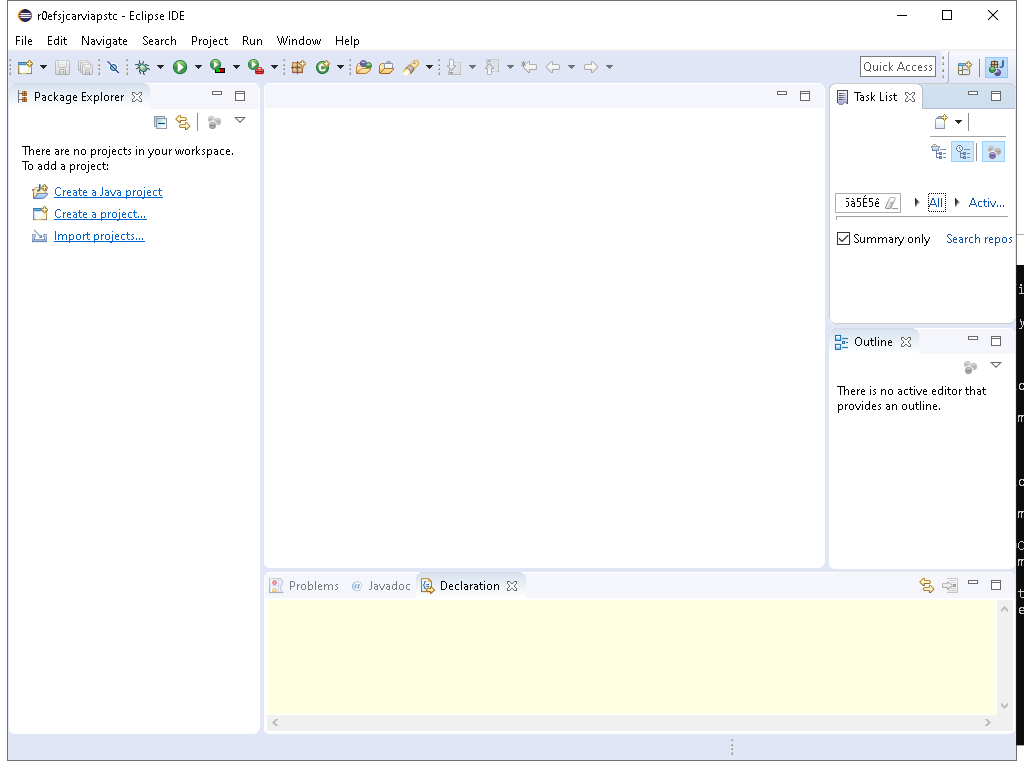 r0efsjcarviapstc - Eclipse IDE
File Edit Navigate Search Project Run Window Help
Quick Access
Package Explorer
Task List
There are no projects in your workspace.
To add a project:
Create a Java project
Create a project...
Import projects...
5à5É5ê All Activ...
Summary only Search repos
Outline
There is no active editor that
provides an outline.
Problems @ Javadoc Declaration